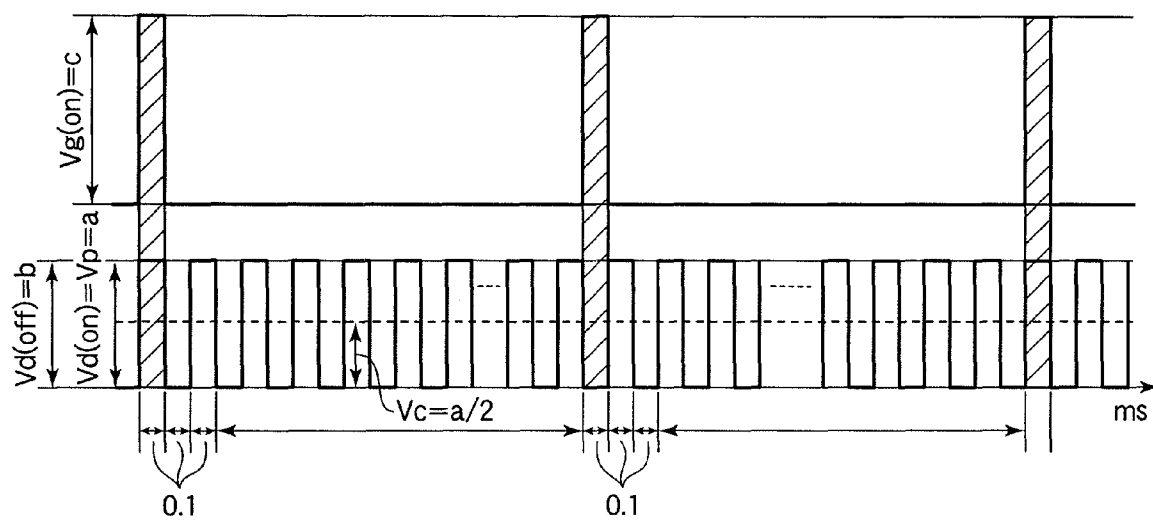 Vg(on)=c
Vd(off)=b
Vd(on)=Vp=a
Vc=a/2
ms
0.1
0.1